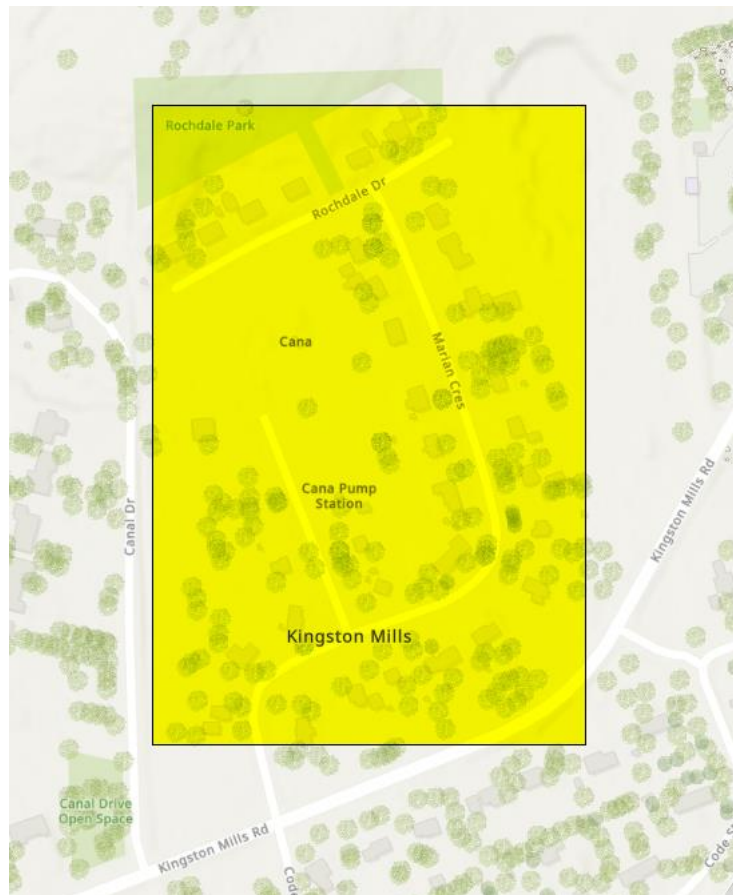 Rochdale Park
Rochdale Dr
Cana
Marian Cres
Cana Pump
Station
Kingston Mills Rd
Canal Dr
Kingston Mills
Canal Drive
Open Space
Kingston Mills Rd
Code